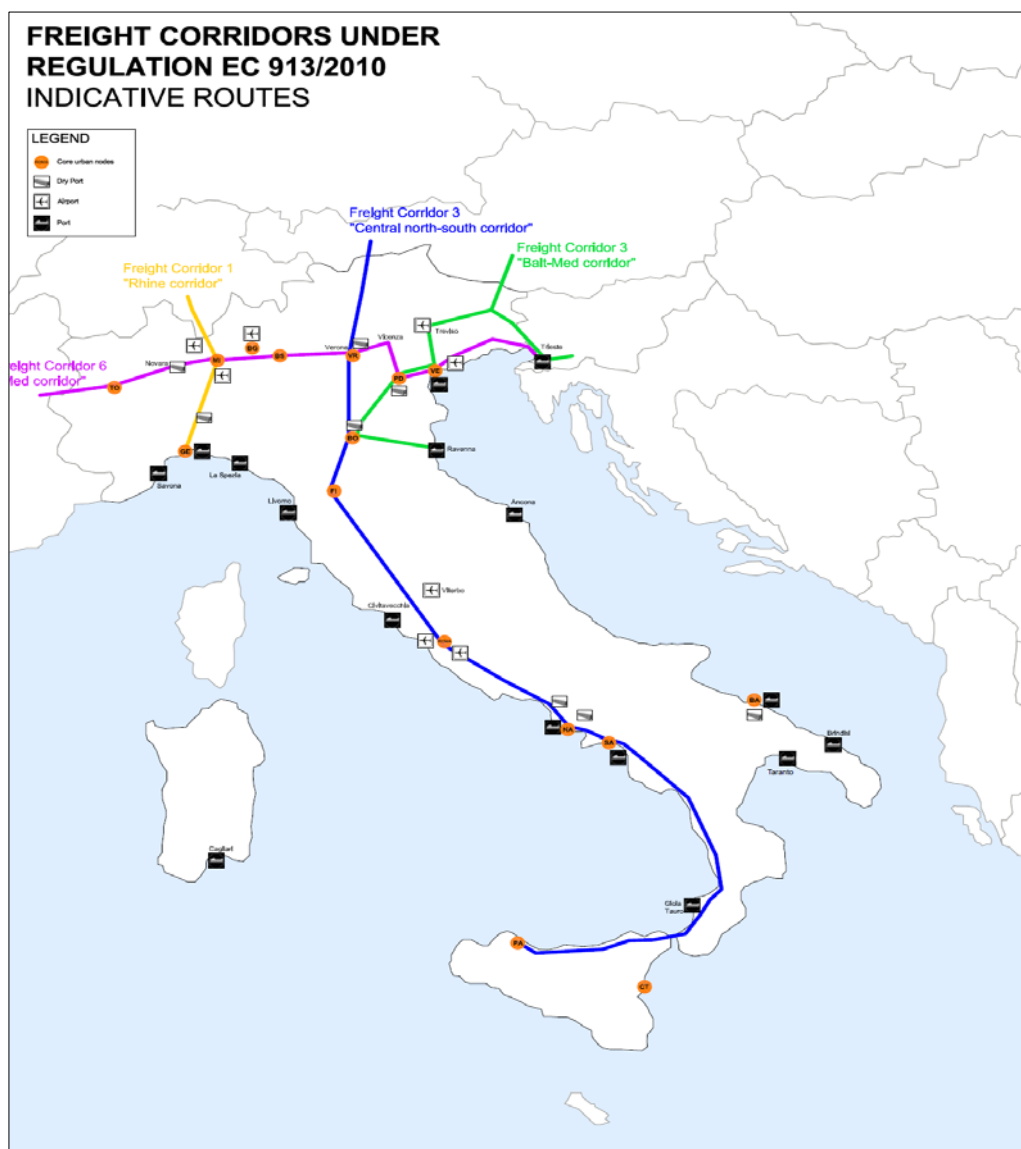 FREIGHT CORRIDORS UNDER
REGULATION EC 913/2010
INDICATIVE ROUTES
LEGEND
Core urban nodes
Dry Port
Airport
Port
Freight Corridor 3
"Central north-south corridor"
Freight Corridor 3
"Balt-Med corridor"
Freight Corridor 1
"Rhine corridor"
eight Corridor 6
Med corridor"
Treviso
Vibenza
Verona
Trieste
Novara
MI
BG
BS
VR
PD
VE
TO
BO
GE
Ravenna
Savona
La Spezia
FI
Livorno
Ancona
Viterbo
Civitavecchia
ROMA
BA
NA
SA
Brindisi
Taranto
Cagliari
Gioia
Tauro
PA
CT